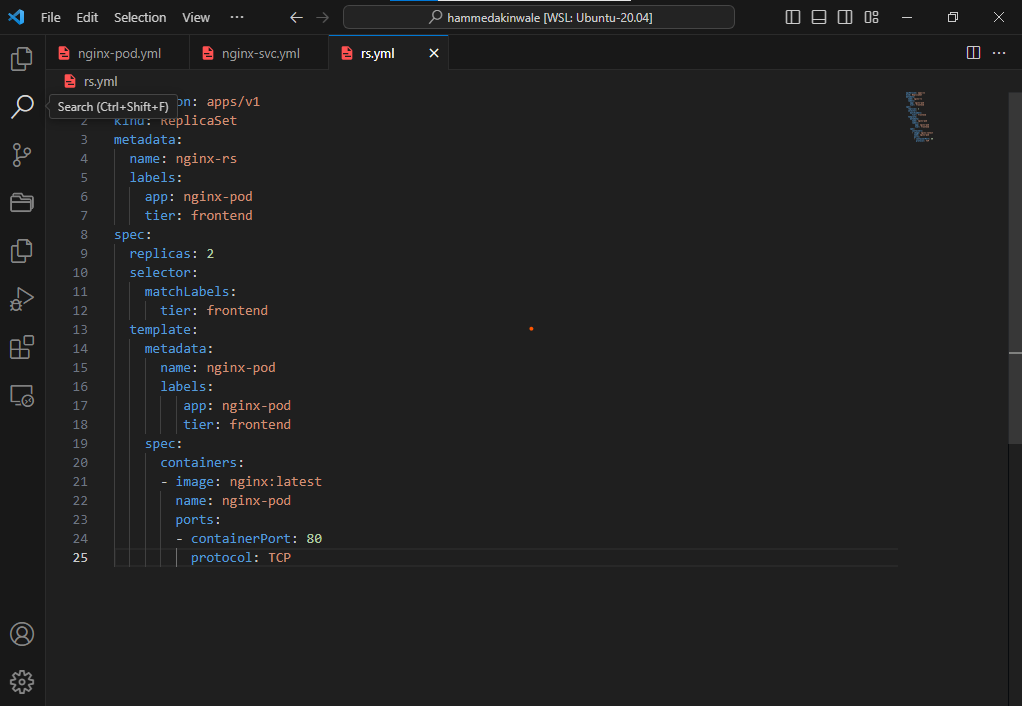 File Edit Selection View ··· hammedakinwale [WSL: Ubuntu-20.04]
nginx-pod.yml nginx-svc.yml rs.yml
rs.yml
on: apps/v1
Search (Ctrl+Shift+F)
2 kind: ReplicaSet
3 metadata:
4 name: nginx-rs
5 labels:
6 app: nginx-pod
7 tier: frontend
8 spec:
9 replicas: 2
10 selector:
11 matchLabels:
12 tier: frontend
13 template:
14 metadata:
15 name: nginx-pod
16 labels:
17 app: nginx-pod
18 tier: frontend
19 spec:
20 containers:
21 - image: nginx:latest
22 name: nginx-pod
23 ports:
24 - containerPort: 80
25 protocol: TCP